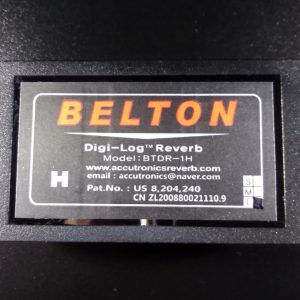 BELTON
Digi-Log™ Reverb
Model: BTDR-1H
www.accutronicsreverb.com
email : accutronics@naver.com
H
Pat.No.: US 8,204,240
CN ZL200880021110.9
S
M
L